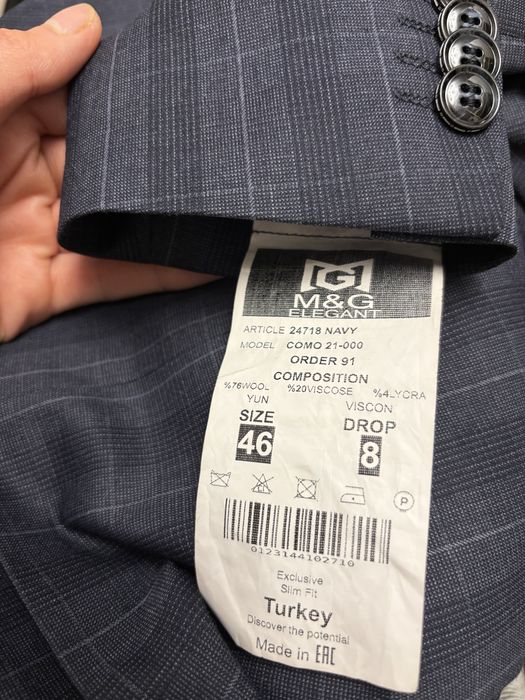 MG
M&G
ELEGANT
ARTICLE 24718 NAVY
MODEL COMO 21-000
ORDER 91
COMPOSITION
%76WOOL %20VISCOSE %4LYCRA
YUN VISCON
SIZE DROP
46 8
P
0123144102710
Exclusive
Slim Fit
Turkey
Discover the potential
Made in EAC